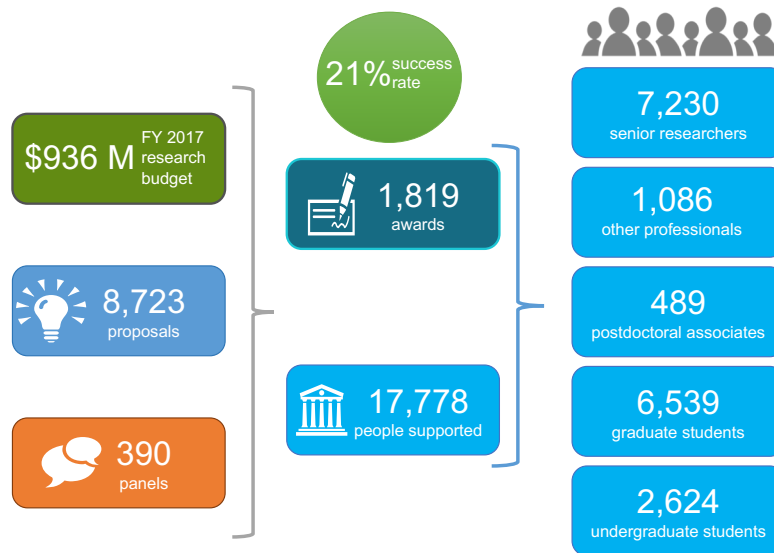 $936 M
FY 2017
research
budget
8,723
proposals
390
panels
21%
success
rate
1,819
awards
17,778
people supported
7,230
senior researchers
1,086
other professionals
489
postdoctoral associates
6,539
graduate students
2,624
undergraduate students